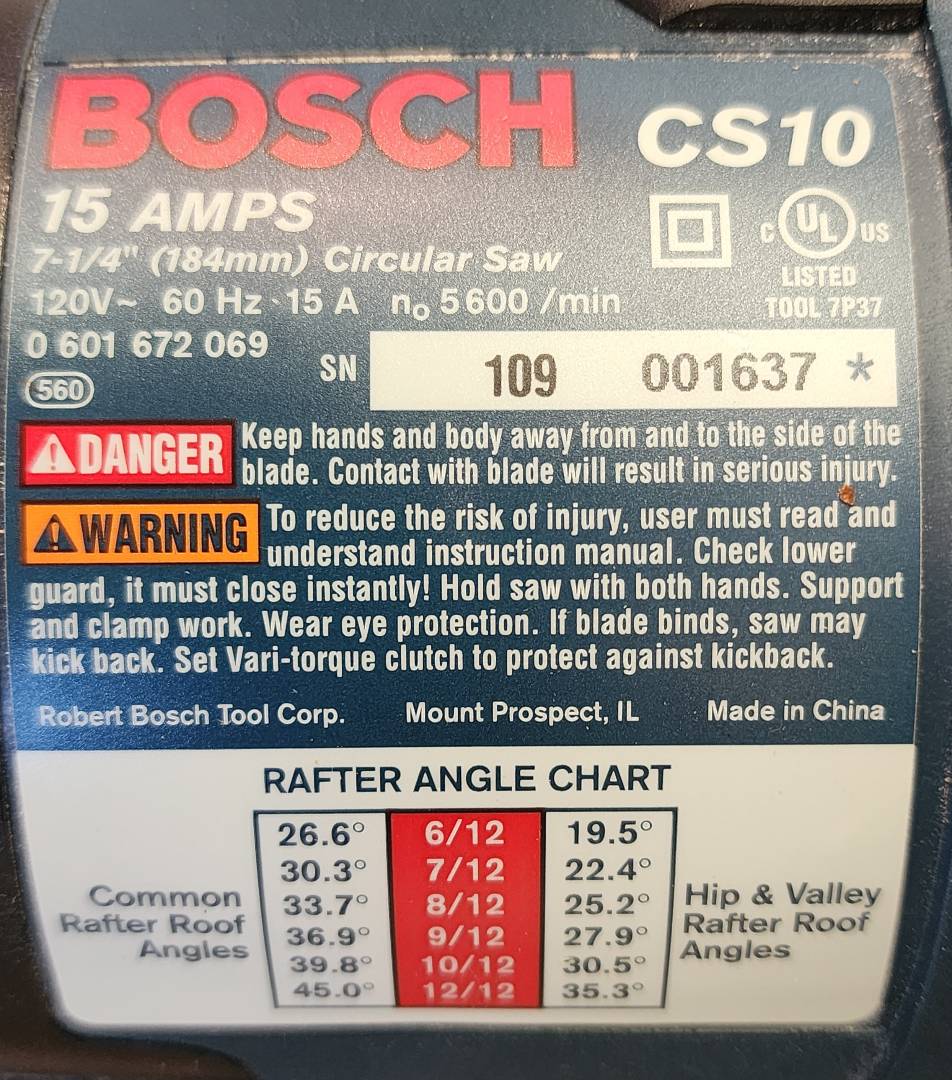 BOSCH CS10
15 AMPS
7-1/4" (184mm) Circular Saw
C UL US
LISTED
TOOL 7P37
120V~ 60 Hz · 15 A n₀ 5600 /min
0 601 672 069
SN 109 001637 *
560
DANGER Keep hands and body away from and to the side of the
blade. Contact with blade will result in serious injury.
WARNING To reduce the risk of injury, user must read and
understand instruction manual. Check lower
guard, it must close instantly! Hold saw with both hands. Support
and clamp work. Wear eye protection. If blade binds, saw may
kick back. Set Vari-torque clutch to protect against kickback.
Robert Bosch Tool Corp. Mount Prospect, IL Made in China
RAFTER ANGLE CHART
Common
Rafter Roof
Angles
26.6° 6/12 19.5°
30.3° 7/12 22.4°
33.7° 8/12 25.2°
36.9° 9/12 27.9°
39.8° 10/12 30.5°
45.0° 12/12 35.3°
Hip & Valley
Rafter Roof
Angles